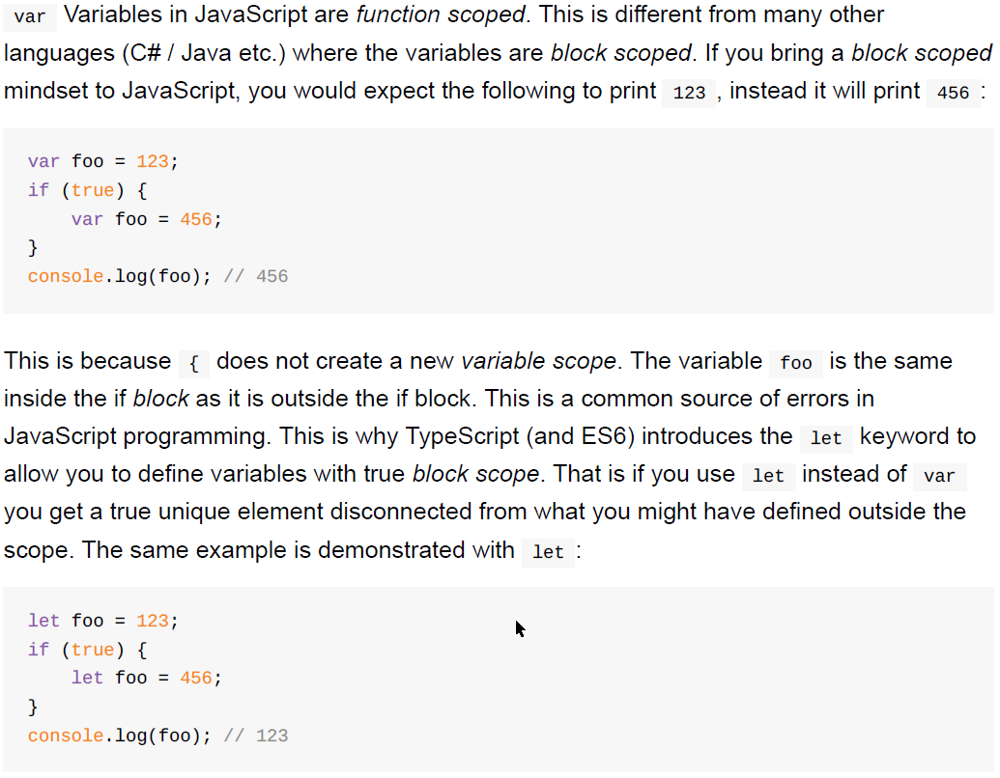 var Variables in JavaScript are function scoped. This is different from many other
languages (C# / Java etc.) where the variables are block scoped. If you bring a block scoped
mindset to JavaScript, you would expect the following to print 123 , instead it will print 456 :
var foo = 123;
if (true) {
    var foo = 456;
}
console.log(foo); // 456
This is because { does not create a new variable scope. The variable foo is the same
inside the if block as it is outside the if block. This is a common source of errors in
JavaScript programming. This is why TypeScript (and ES6) introduces the let keyword to
allow you to define variables with true block scope. That is if you use let instead of var
you get a true unique element disconnected from what you might have defined outside the
scope. The same example is demonstrated with let :
let foo = 123;
if (true) {
    let foo = 456;
}
console.log(foo); // 123